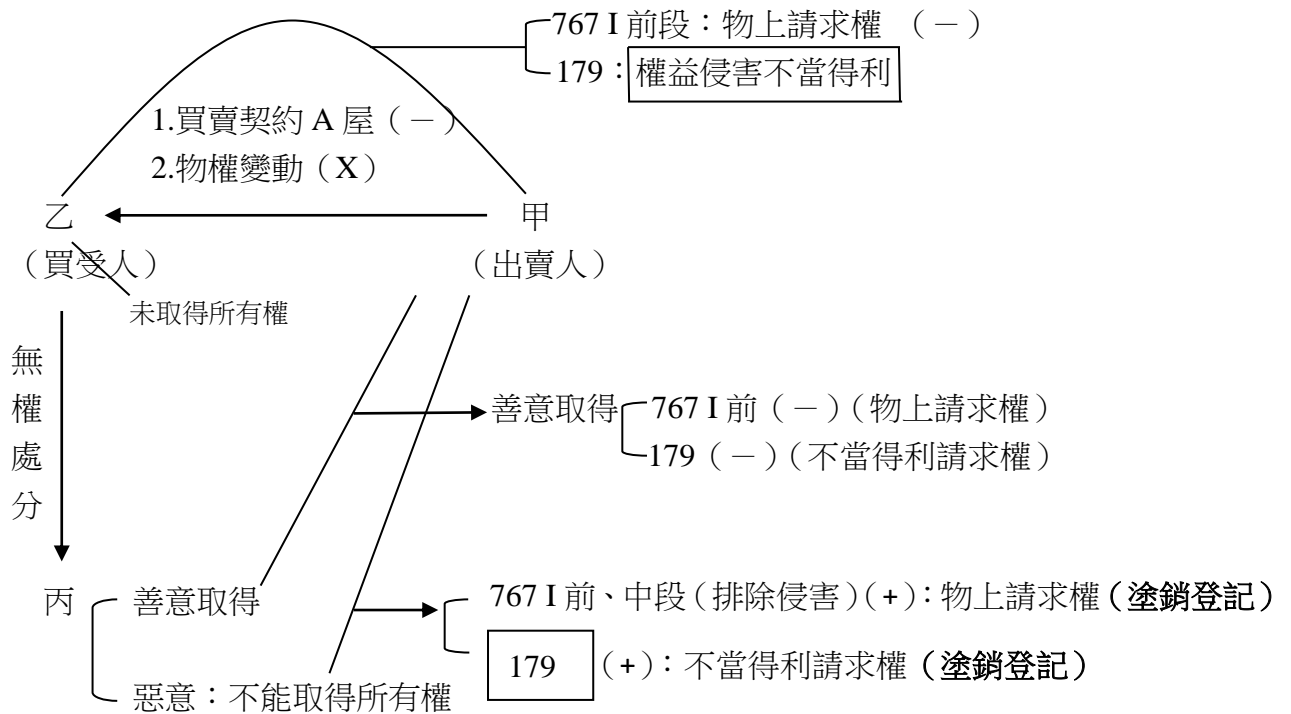 767 I 前段：物上請求權 （－）
179：權益侵害不當得利
1.買賣契約 A 屋（－）
2.物權變動（X）
乙
甲
（買受人）
（出賣人）
未取得所有權
無權處分
善意取得
767 I 前（－）（物上請求權）
179（－）（不當得利請求權）
丙
善意取得
767 I 前、中段（排除侵害）（+）：物上請求權（塗銷登記）
179 （+）：不當得利請求權（塗銷登記）
惡意：不能取得所有權